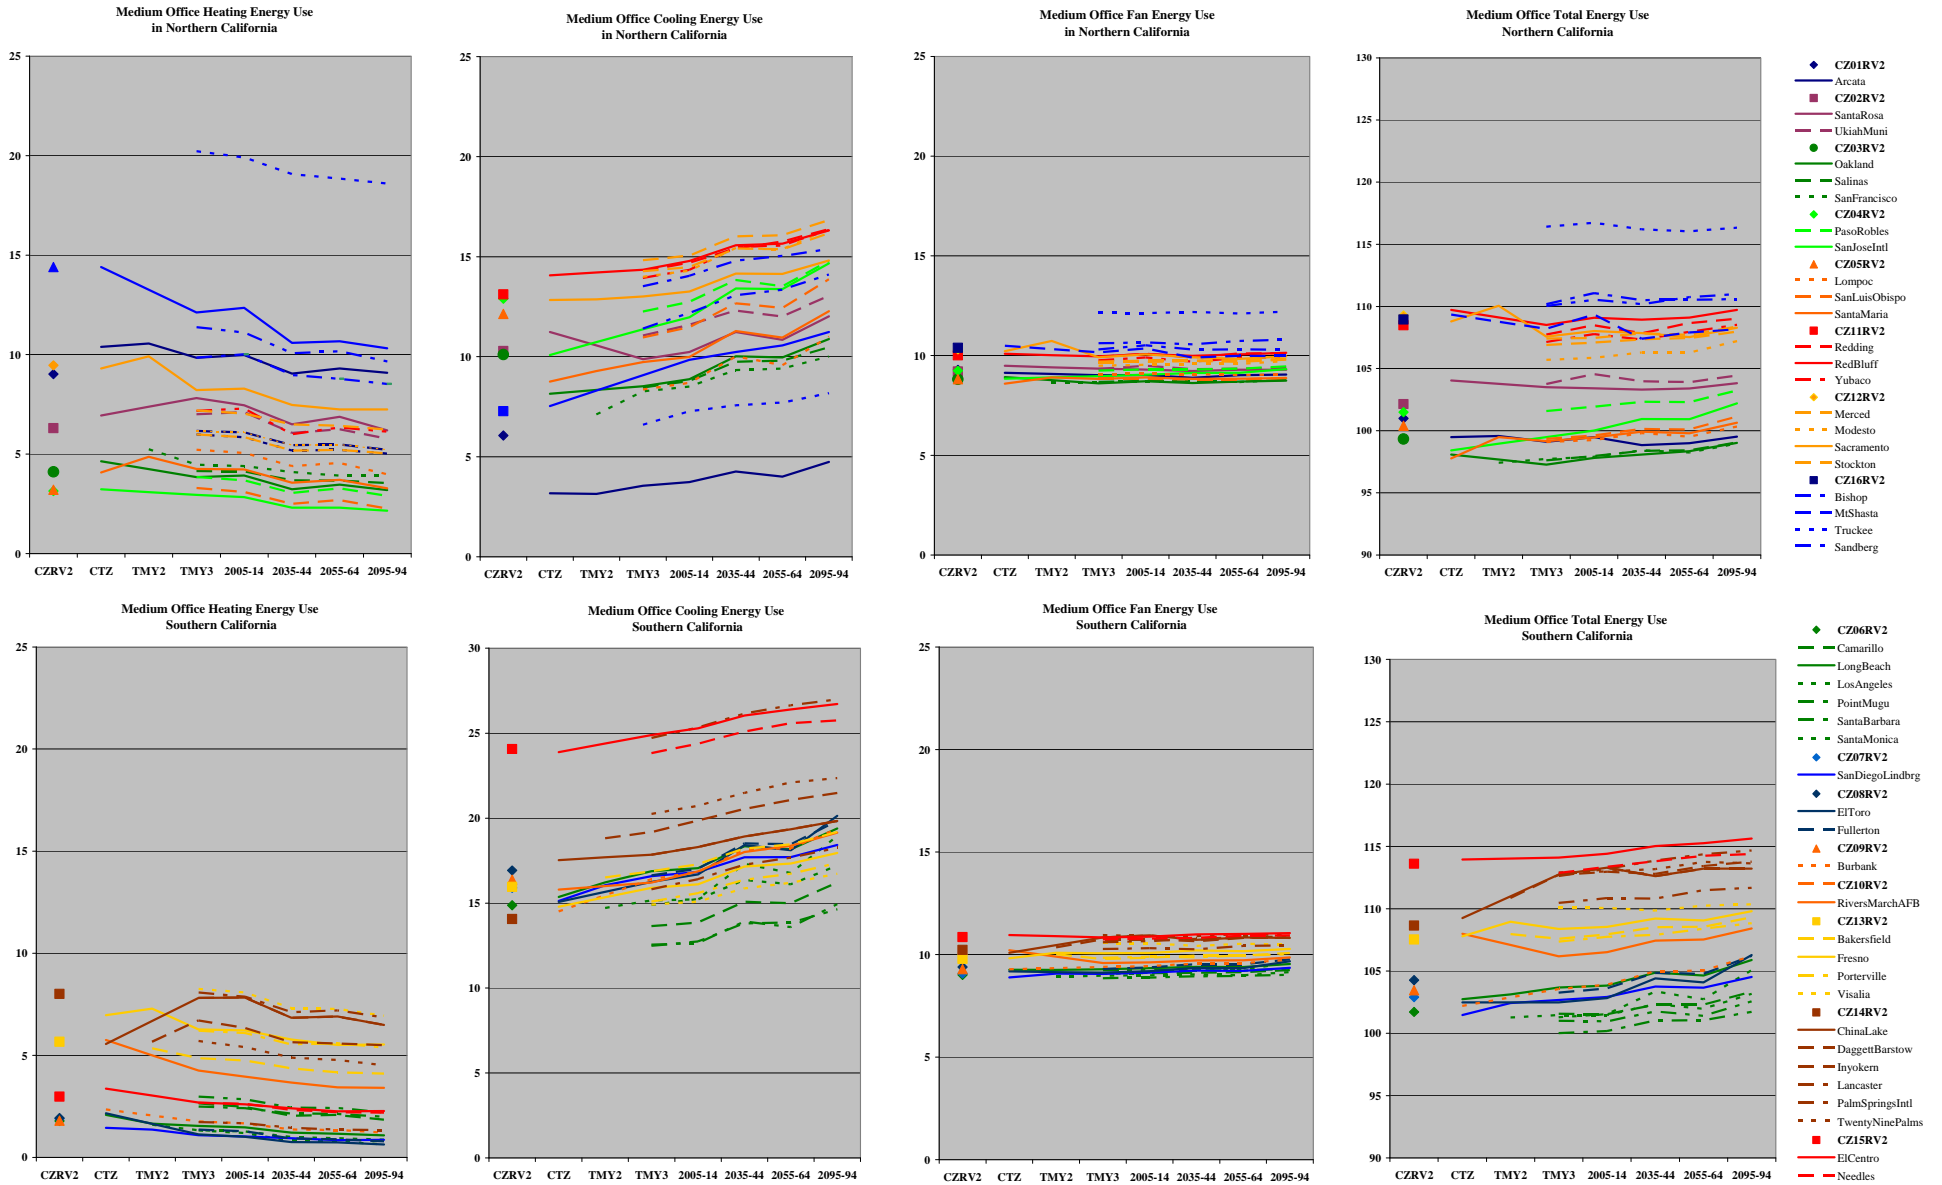 Medium Office Heating Energy Use
in Northern California
25
20
15
10
5
0
CZRV2 CTZ TMY2 TMY3 2005-14 2035-44 2055-64 2095-94
Medium Office Cooling Energy Use
in Northern California
25
20
15
10
5
0
CZRV2 CTZ TMY2 TMY3 2005-14 2035-44 2055-64 2095-94
Medium Office Fan Energy Use
in Northern California
25
20
15
10
5
0
CZRV2 CTZ TMY2 TMY3 2005-14 2035-44 2055-64 2095-94
Medium Office Total Energy Use
Northern California
130
125
120
115
110
105
100
95
90
CZRV2 CTZ TMY2 TMY3 2005-14 2035-44 2055-64 2095-94
CZ01RV2
Arcata
CZ02RV2
SantaRosa
UkiahMuni
CZ03RV2
Oakland
Salinas
SanFrancisco
CZ04RV2
PasoRobles
SanJoseIntl
CZ05RV2
Lompoc
SanLuisObispo
SantaMaria
CZ11RV2
Redding
RedBluff
Yubaco
CZ12RV2
Merced
Modesto
Sacramento
Stockton
CZ16RV2
Bishop
MtShasta
Truckee
Sandberg
Medium Office Heating Energy Use
Southern California
25
20
15
10
5
0
CZRV2 CTZ TMY2 TMY3 2005-14 2035-44 2055-64 2095-94
Medium Office Cooling Energy Use
Southern California
30
25
20
15
10
5
0
CZRV2 CTZ TMY2 TMY3 2005-14 2035-44 2055-64 2095-94
Medium Office Fan Energy Use
Southern California
25
20
15
10
5
0
CZRV2 CTZ TMY2 TMY3 2005-14 2035-44 2055-64 2095-94
Medium Office Total Energy Use
Southern California
130
125
120
115
110
105
100
95
90
CZRV2 CTZ TMY2 TMY3 2005-14 2035-44 2055-64 2095-94
CZ06RV2
Camarillo
LongBeach
LosAngeles
PointMugu
SantaBarbara
SantaMonica
CZ07RV2
SanDiegoLindbrg
CZ08RV2
ElToro
Fullerton
CZ09RV2
Burbank
CZ10RV2
RiversMarchAFB
CZ13RV2
Bakersfield
Fresno
Porterville
Visalia
CZ14RV2
ChinaLake
DaggettBarstow
Inyokern
Lancaster
PalmSpringsIntl
TwentyNinePalms
CZ15RV2
ElCentro
Needles